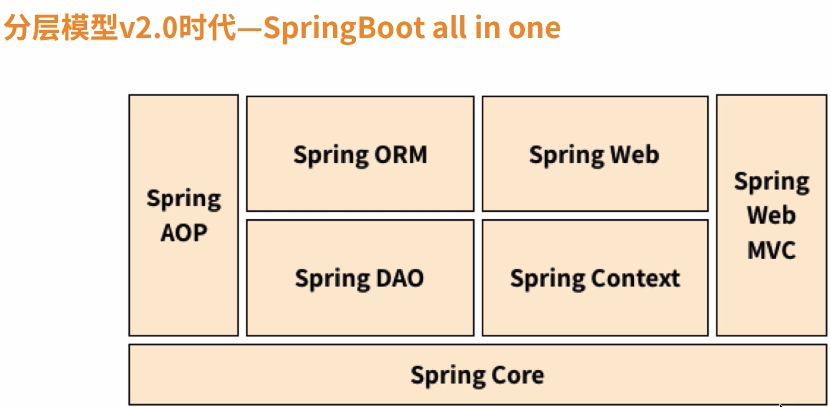 分层模型v2.0时代—SpringBoot all in one
Spring
AOP
Spring ORM
Spring Web
Spring
Web
MVC
Spring DAO
Spring Context
Spring Core